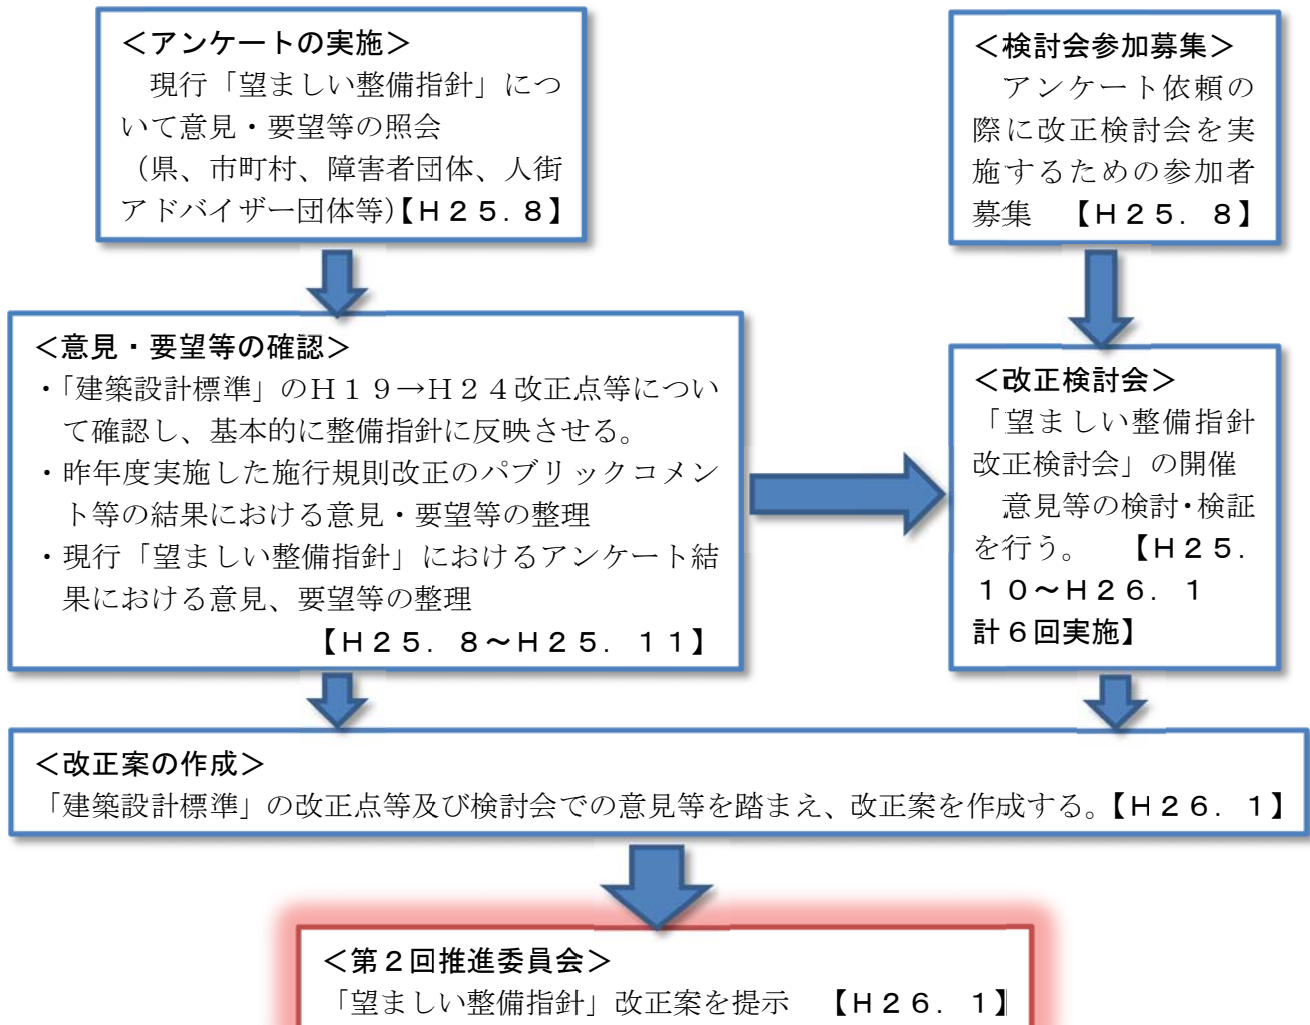 ＜アンケートの実施＞
現行「望ましい整備指針」につ
いて意見・要望等の照会
（県、市町村、障害者団体、人街
アドバイザー団体等）【Ｈ２５．８】
＜検討会参加募集＞
アンケート依頼の
際に改正検討会を実
施するための参加者
募集　【Ｈ２５．８】
＜意見・要望等の確認＞
・「建築設計標準」のＨ１９→Ｈ２４改正点等につい
て確認し、基本的に整備指針に反映させる。
・昨年度実施した施行規則改正のパブリックコメン
ト等の結果における意見・要望等の整理
・現行「望ましい整備指針」におけるアンケート結
果における意見、要望等の整理
【Ｈ２５．８～Ｈ２５．１１】
＜改正検討会＞
「望ましい整備指針
改正検討会」の開催
意見等の検討・検証
を行う。　【Ｈ２５．
１０～Ｈ２６．１
計６回実施】
＜改正案の作成＞
「建築設計標準」の改正点等及び検討会での意見等を踏まえ、改正案を作成する。【Ｈ２６．１】
＜第２回推進委員会＞
「望ましい整備指針」改正案を提示　【Ｈ２６．１】